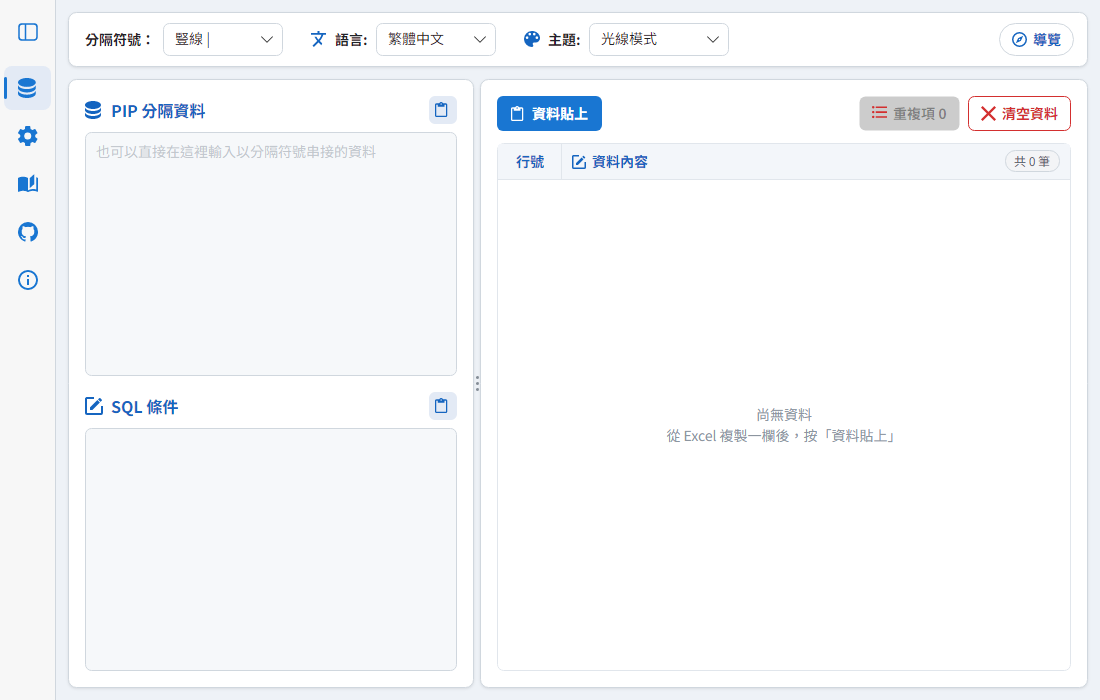 分隔符號： 豎線 | 語言: 繁體中文 主題: 光線模式 導覽
PIP 分隔資料
也可以直接在這裡輸入以分隔符號串接的資料
SQL 條件
資料貼上 重複項 0 清空資料
行號 資料內容 共 0 筆
尚無資料
從 Excel 複製一欄後，按「資料貼上」